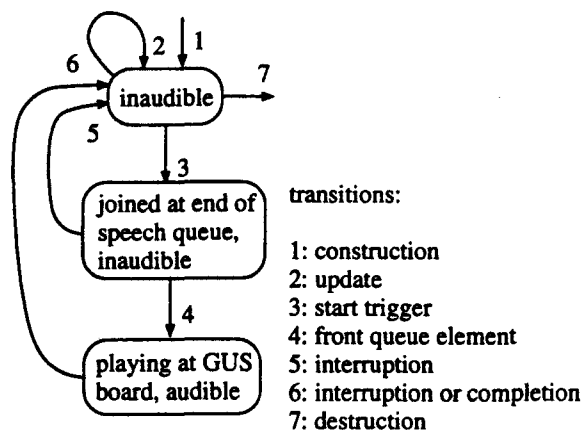 1
2
6
7
inaudible
5
3
joined at end of
speech queue,
inaudible
4
playing at GUS
board, audible
transitions:
1: construction
2: update
3: start trigger
4: front queue element
5: interruption
6: interruption or completion
7: destruction